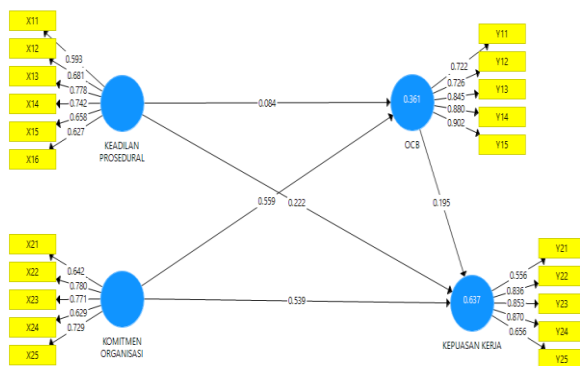 X11
X12
X13
X14
X15
X16
0.593
0.681
0.778
0.742
0.658
0.627
KEADILAN
PROSEDURAL
0.084
0.559
0.222
0.539
0.195
0.361
OCB
0.722
0.726
0.845
0.880
0.902
Y11
Y12
Y13
Y14
Y15
X21
X22
X23
X24
X25
0.642
0.780
0.771
0.629
0.729
KOMITMEN
ORGANISASI
0.637
KEPUASAN KERJA
0.556
0.836
0.853
0.870
0.656
Y21
Y22
Y23
Y24
Y25